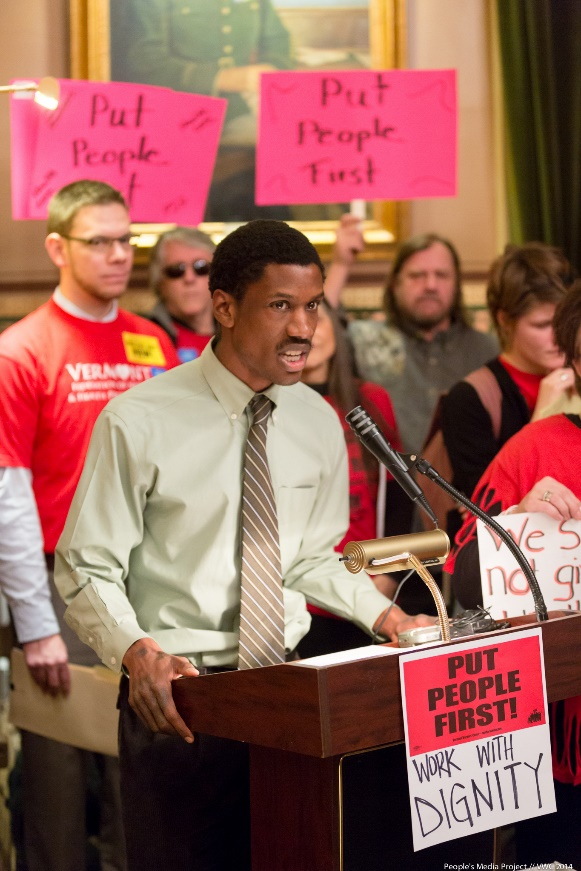 Put
People
Put
People
First
VERMONT
We S
not gi
PUT
PEOPLE
FIRST!
WORK WITH
DIGNITY
People's Media Project // VWC 2014